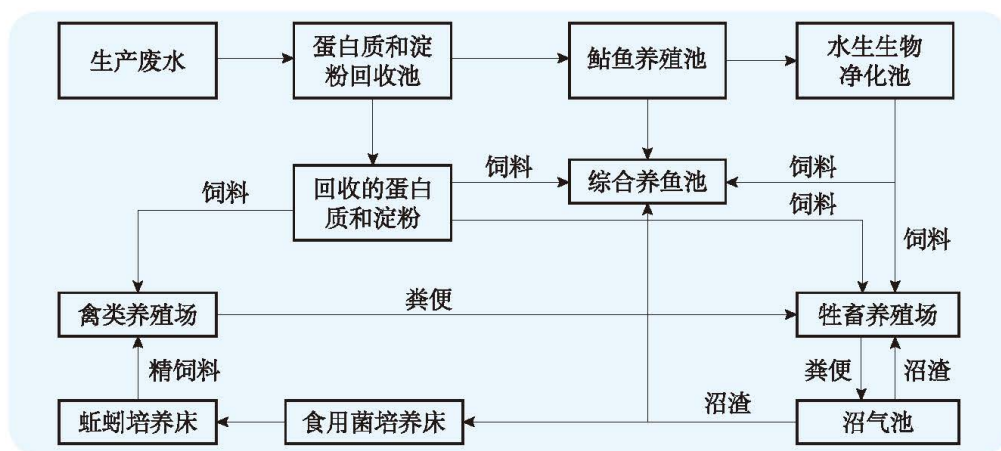 生产废水
蛋白质和淀
粉回收池
鲇鱼养殖池
水生生物
净化池
饲料
回收的蛋白
质和淀粉
饲料
综合养鱼池
饲料
饲料
饲料
禽类养殖场
粪便
牲畜养殖场
精饲料
粪便
沼渣
蚯蚓培养床
食用菌培养床
沼渣
沼气池